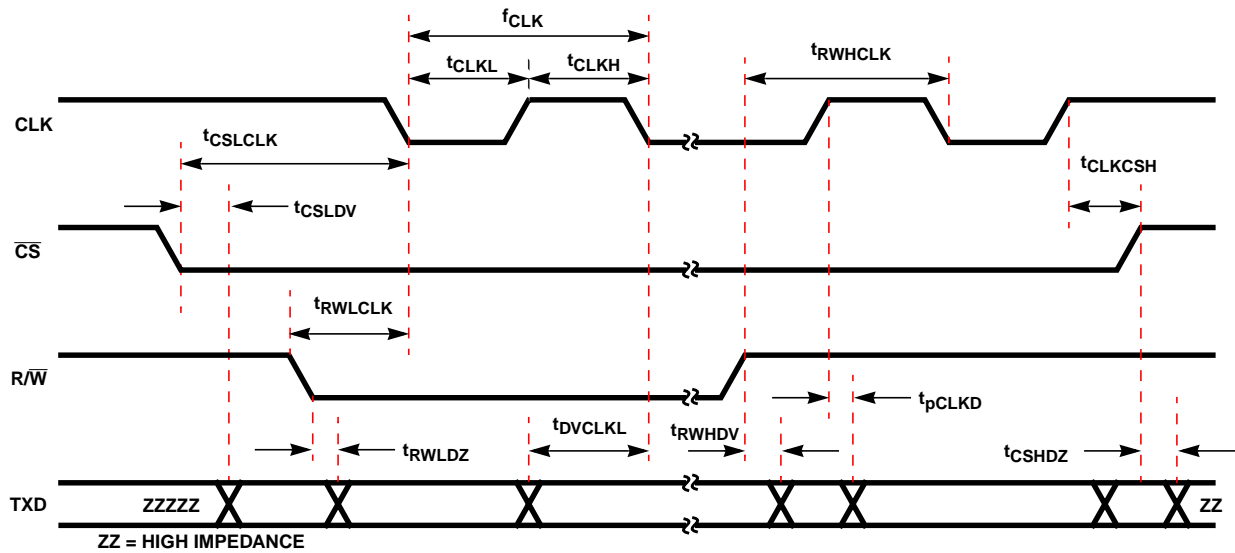 fCLK
tCLKL
tCLKH
tRWHCLK
CLK
tCSLCLK
tCLKCSH
tCSLDV
CS
tRWLCLK
R/W
tpCLKD
tDVCLKL
tRWHDV
tRWLDZ
tCSHDZ
TXD
ZZZZZ
ZZ
ZZ = HIGH IMPEDANCE